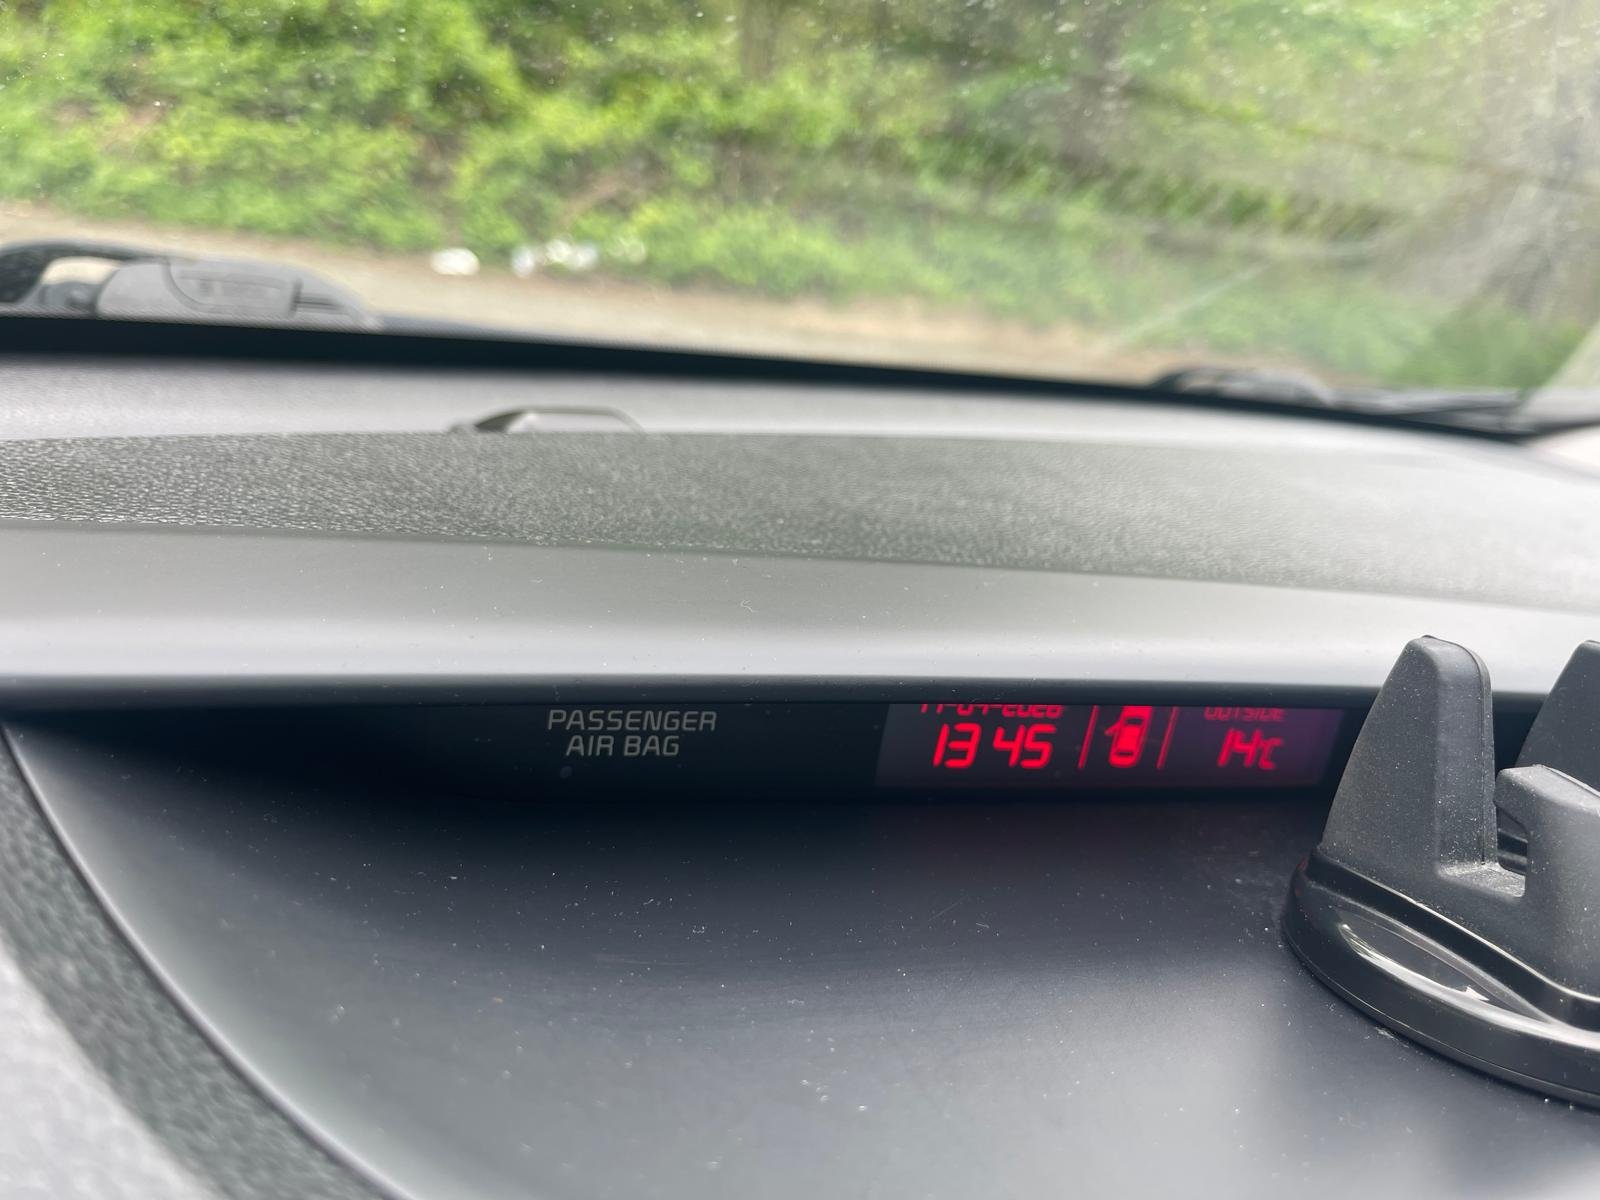 PASSENGER
AIR BAG
13 45
OUTSIDE
14°C